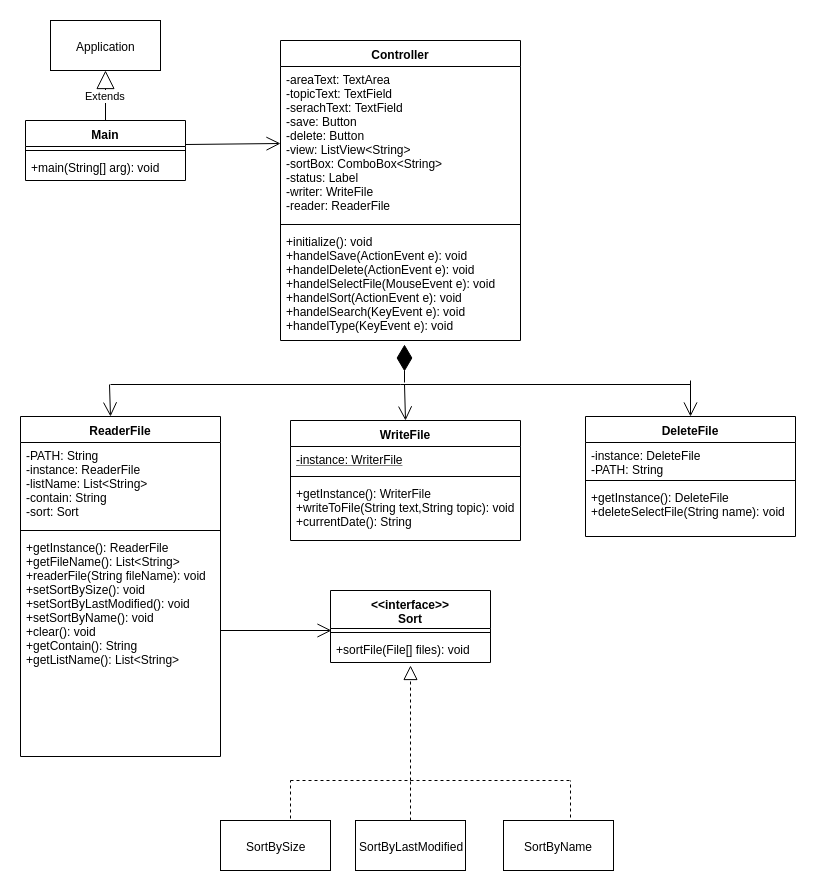 Application
Extends
Main
+main(String[] arg): void
Controller
-areaText: TextArea
-topicText: TextField
-serachText: TextField
-save: Button
-delete: Button
-view: ListView<String>
-sortBox: ComboBox<String>
-status: Label
-writer: WriteFile
-reader: ReaderFile
+initialize(): void
+handelSave(ActionEvent e): void
+handelDelete(ActionEvent e): void
+handelSelectFile(MouseEvent e): void
+handelSort(ActionEvent e): void
+handelSearch(KeyEvent e): void
+handelType(KeyEvent e): void
ReaderFile
-PATH: String
-instance: ReaderFile
-listName: List<String>
-contain: String
-sort: Sort
+getInstance(): ReaderFile
+getFileName(): List<String>
+readerFile(String fileName): void
+setSortBySize(): void
+setSortByLastModified(): void
+setSortByName(): void
+clear(): void
+getContain(): String
+getListName(): List<String>
WriteFile
-instance: WriterFile
+getInstance(): WriterFile
+writeToFile(String text,String topic): void
+currentDate(): String
DeleteFile
-instance: DeleteFile
-PATH: String
+getInstance(): DeleteFile
+deleteSelectFile(String name): void
<<interface>>
Sort
+sortFile(File[] files): void
SortBySize
SortByLastModified
SortByName